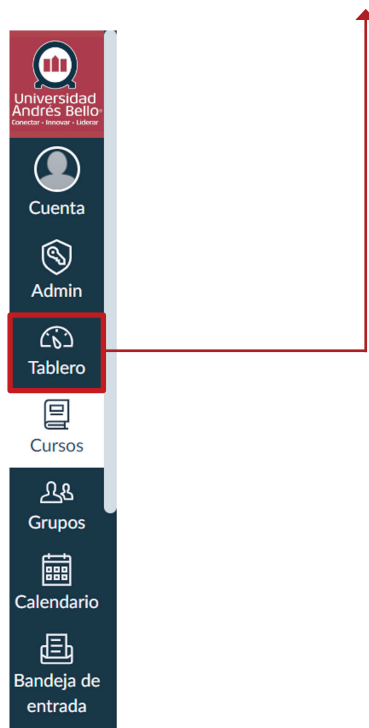 Universidad
Andrés Bello
Conectar - Innovar - Liderar
Cuenta
Admin
Tablero
Cursos
Grupos
Calendario
Bandeja de
entrada